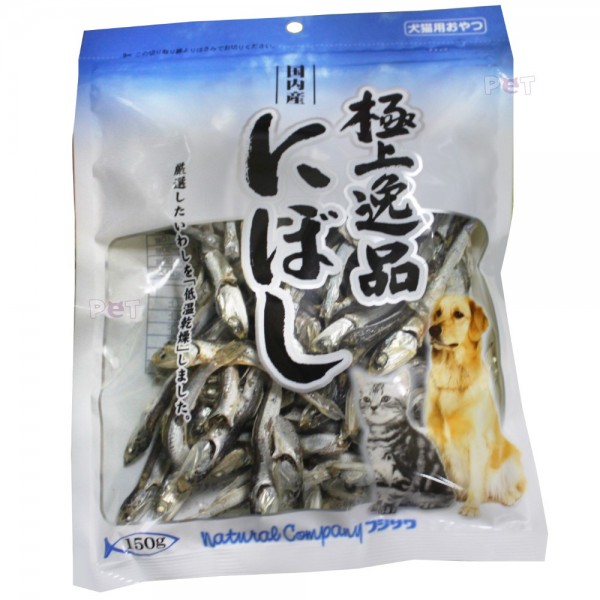 犬猫用おやつ
国内産
極上逸品
にぼし
厳選したいわしを「低温乾燥」しました。
PET
PET
150g
Natural Company フジサワ